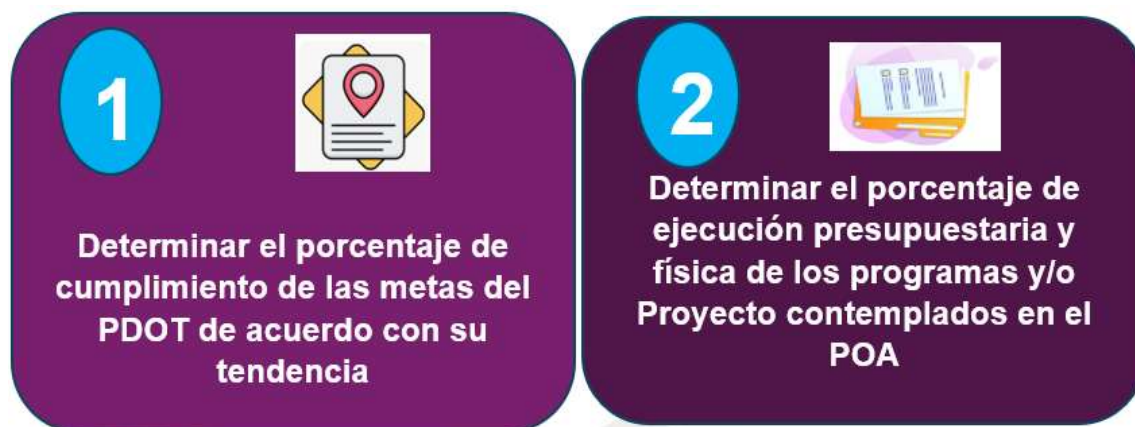 1
Determinar el porcentaje de
cumplimiento de las metas del
PDOT de acuerdo con su
tendencia
2
Determinar el porcentaje de
ejecución presupuestaria y
física de los programas y/o
Proyecto contemplados en el
POA